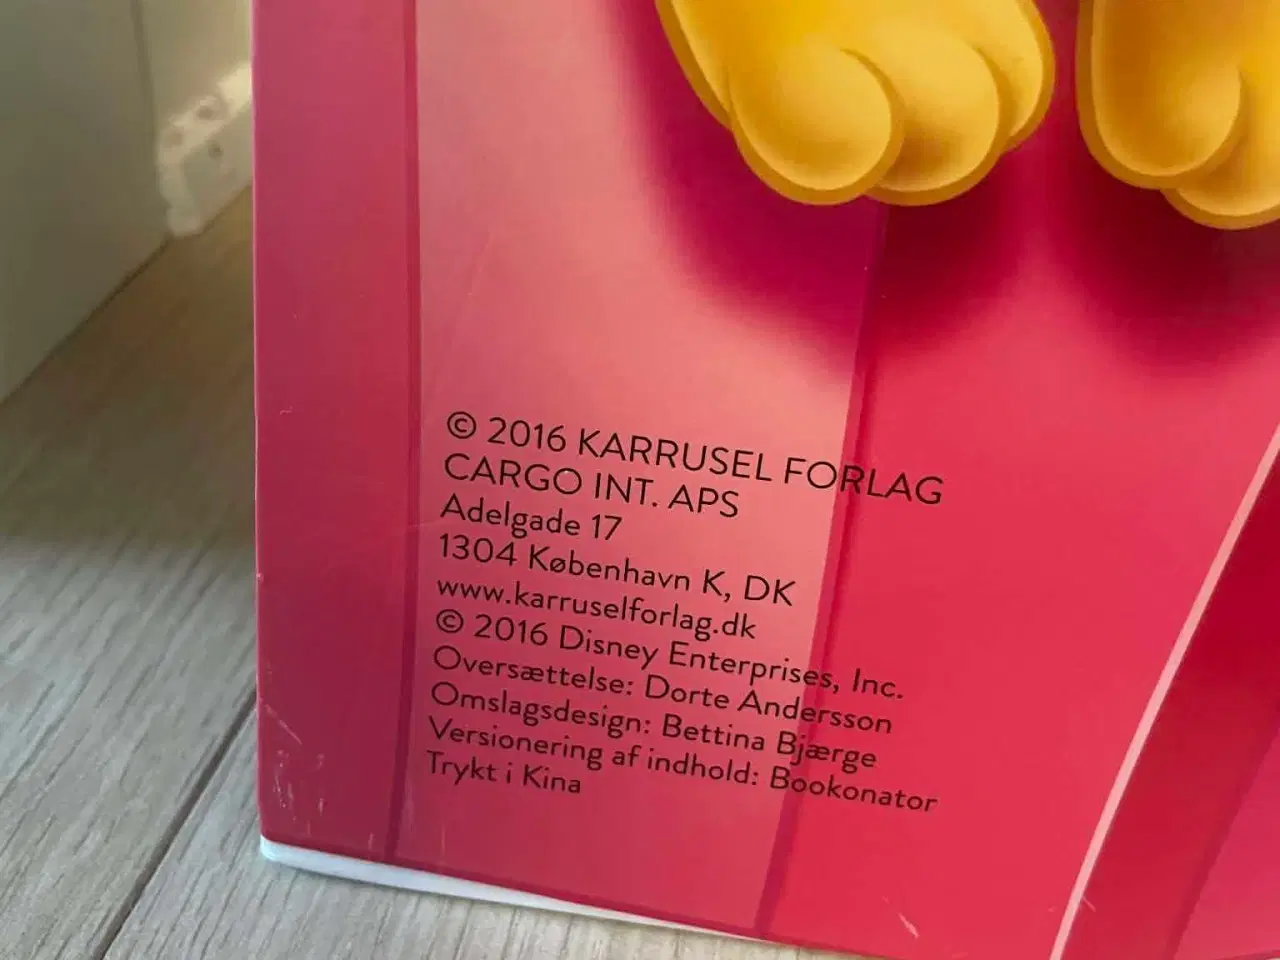 © 2016 KARRUSEL FORLAG
CARGO INT. APS
Adelgade 17
1304 København K, DK
www.karruselforlag.dk
© 2016 Disney Enterprises, Inc.
Oversættelse: Dorte Andersson
Omslagsdesign: Bettina Bjærge
Versionering af indhold: Bookonator
Trykt i Kina